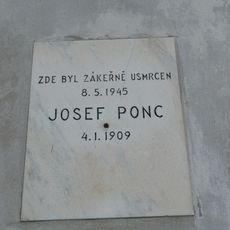 ZDE BYL ZÁKEŘNĚ USMRCEN
8.5.1945
JOSEF PONC
4.1.1909